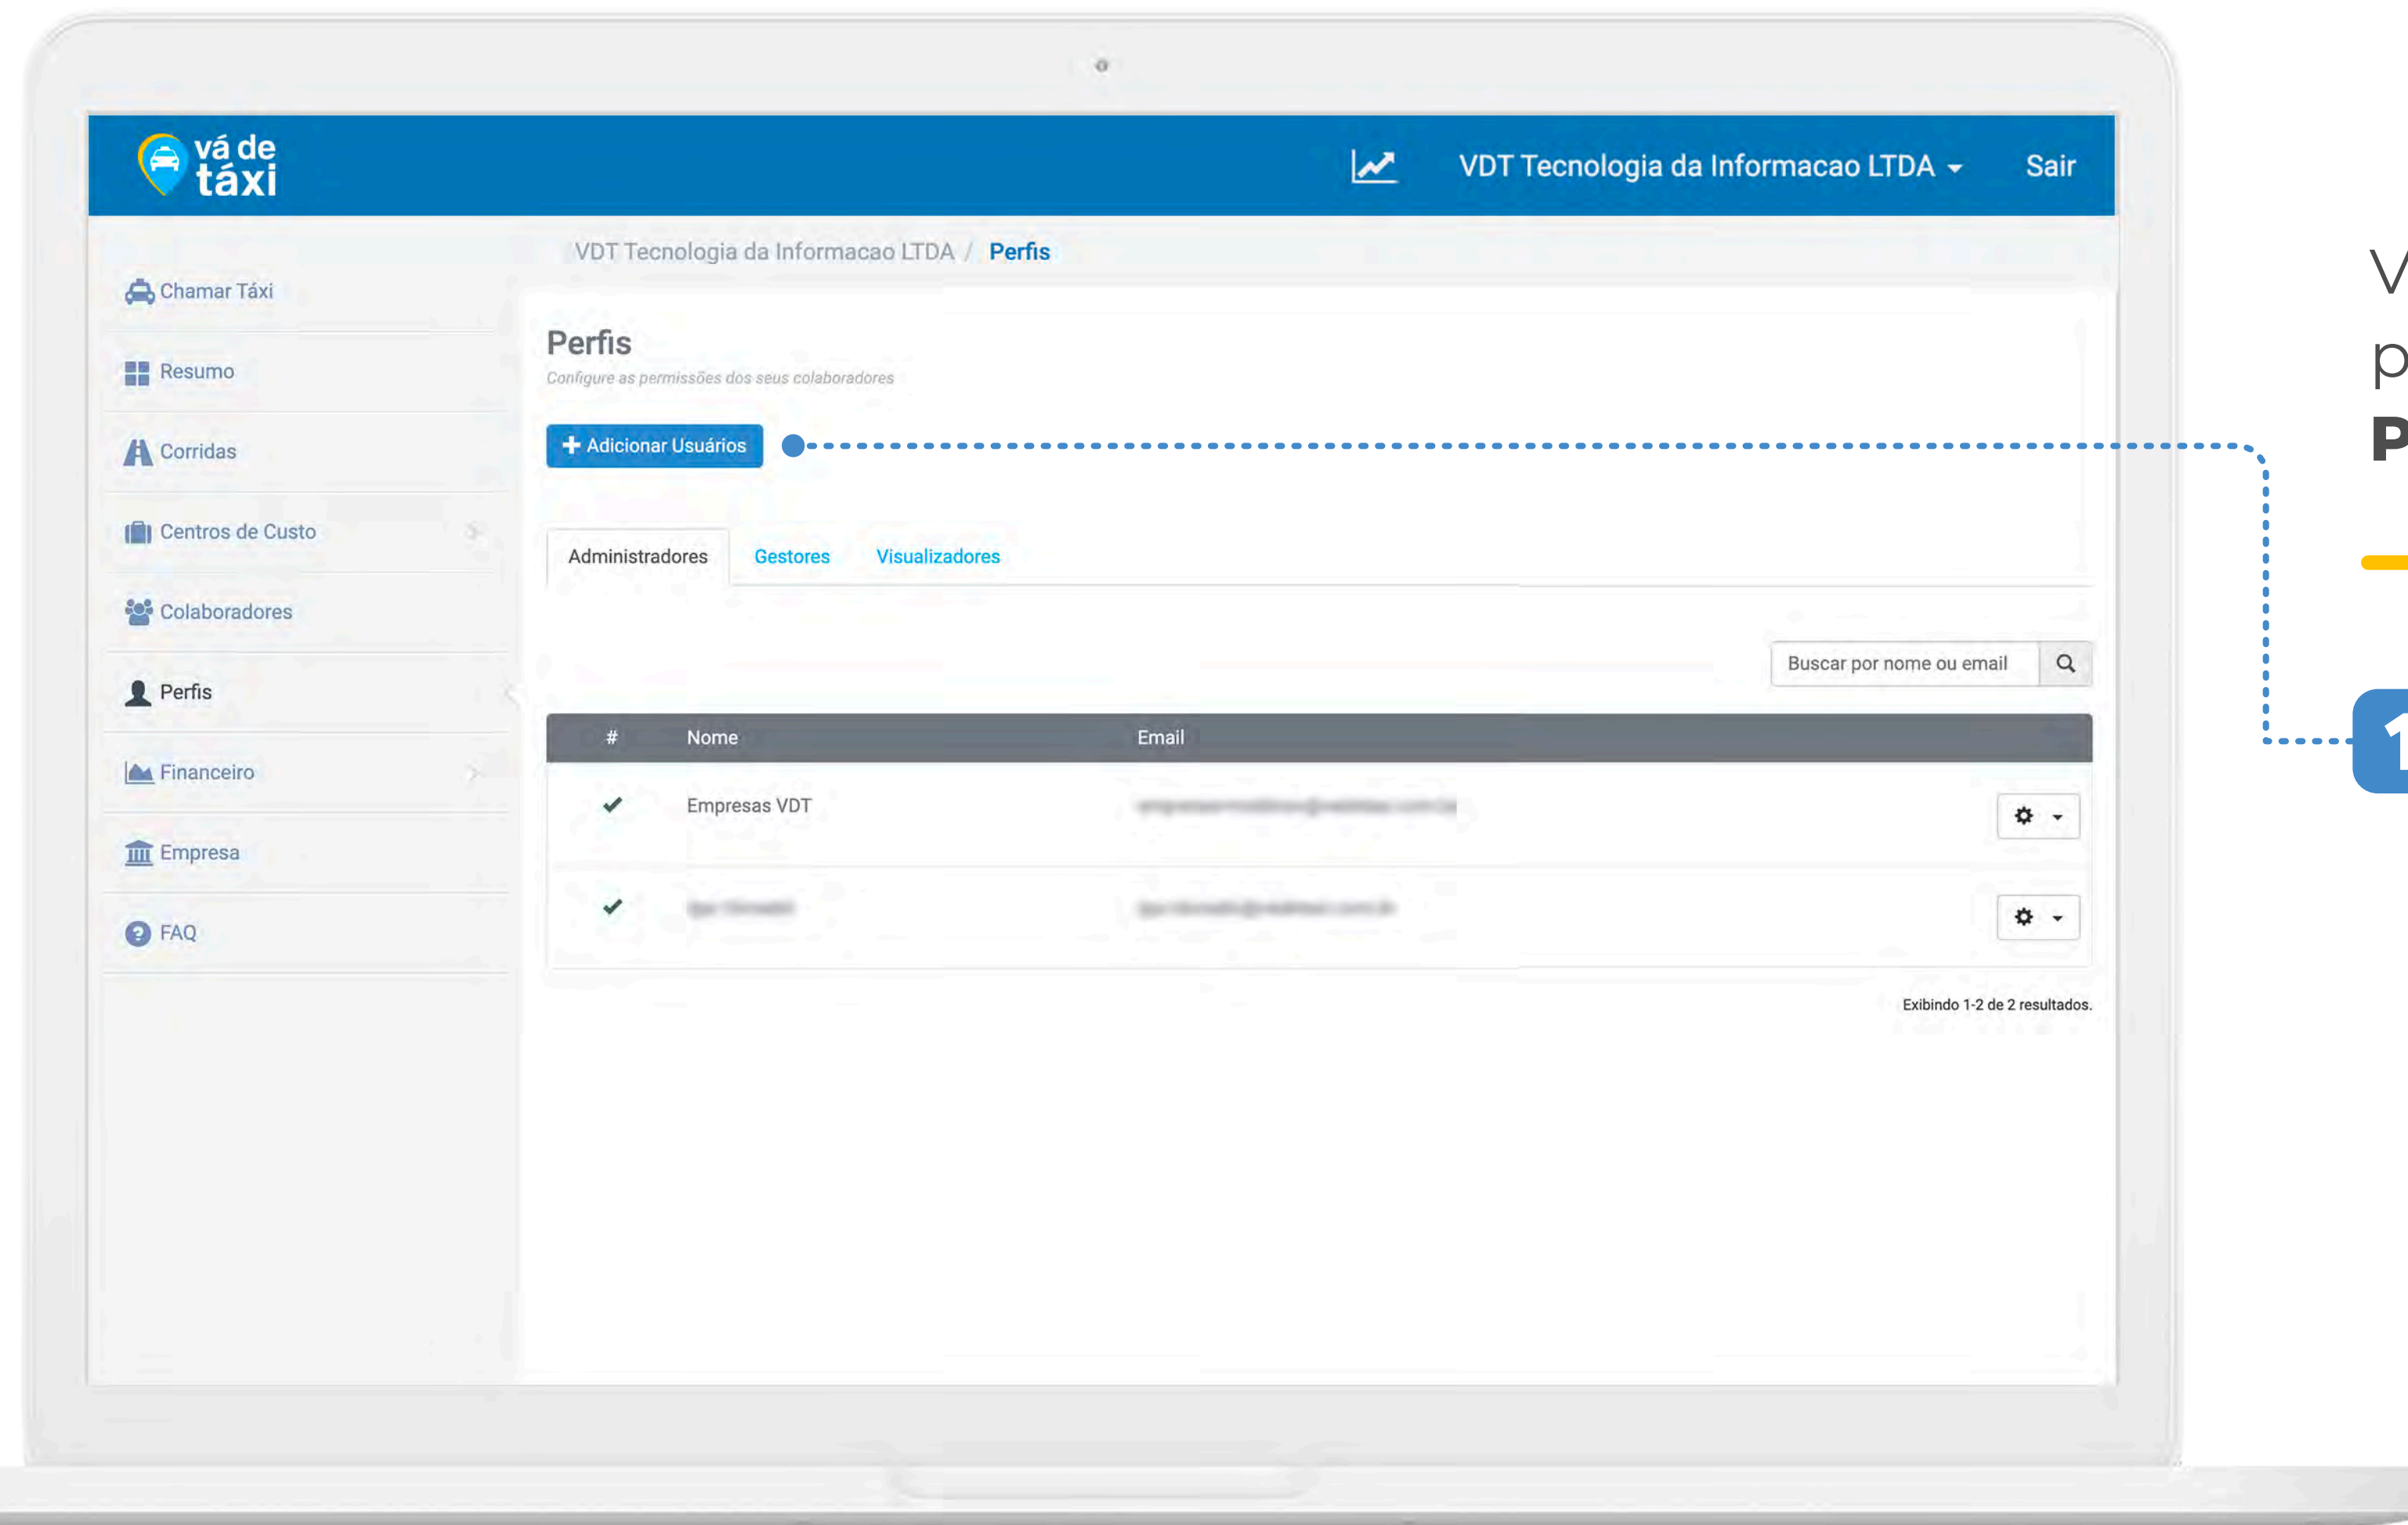 vá de
táxi
VDT Tecnologia da Informacao LTDA
Sair
VDT Tecnologia da Informacao LTDA / Perfis
Chamar Táxi
Resumo
Corridas
Centros de Custo
Colaboradores
Perfis
Financeiro
Empresa
FAQ
Perfis
Configure as permissões dos seus colaboradores
Adicionar Usuários
Administradores Gestores Visualizadores
Buscar por nome ou email
# Nome Email
Empresas VDT
Exibindo 1-2 de 2 resultados.
V
p
P
1